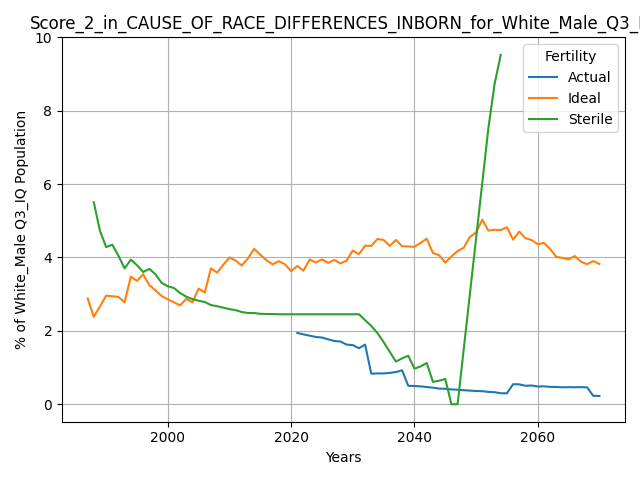 Score_2_in_CAUSE_OF_RACE_DIFFERENCES_INBORN_for_White_Male_Q3_
Fertility
Actual
Ideal
Sterile
% of White_Male Q3_IQ Population
10
8
6
4
2
0
2000
2020
2040
2060
Years